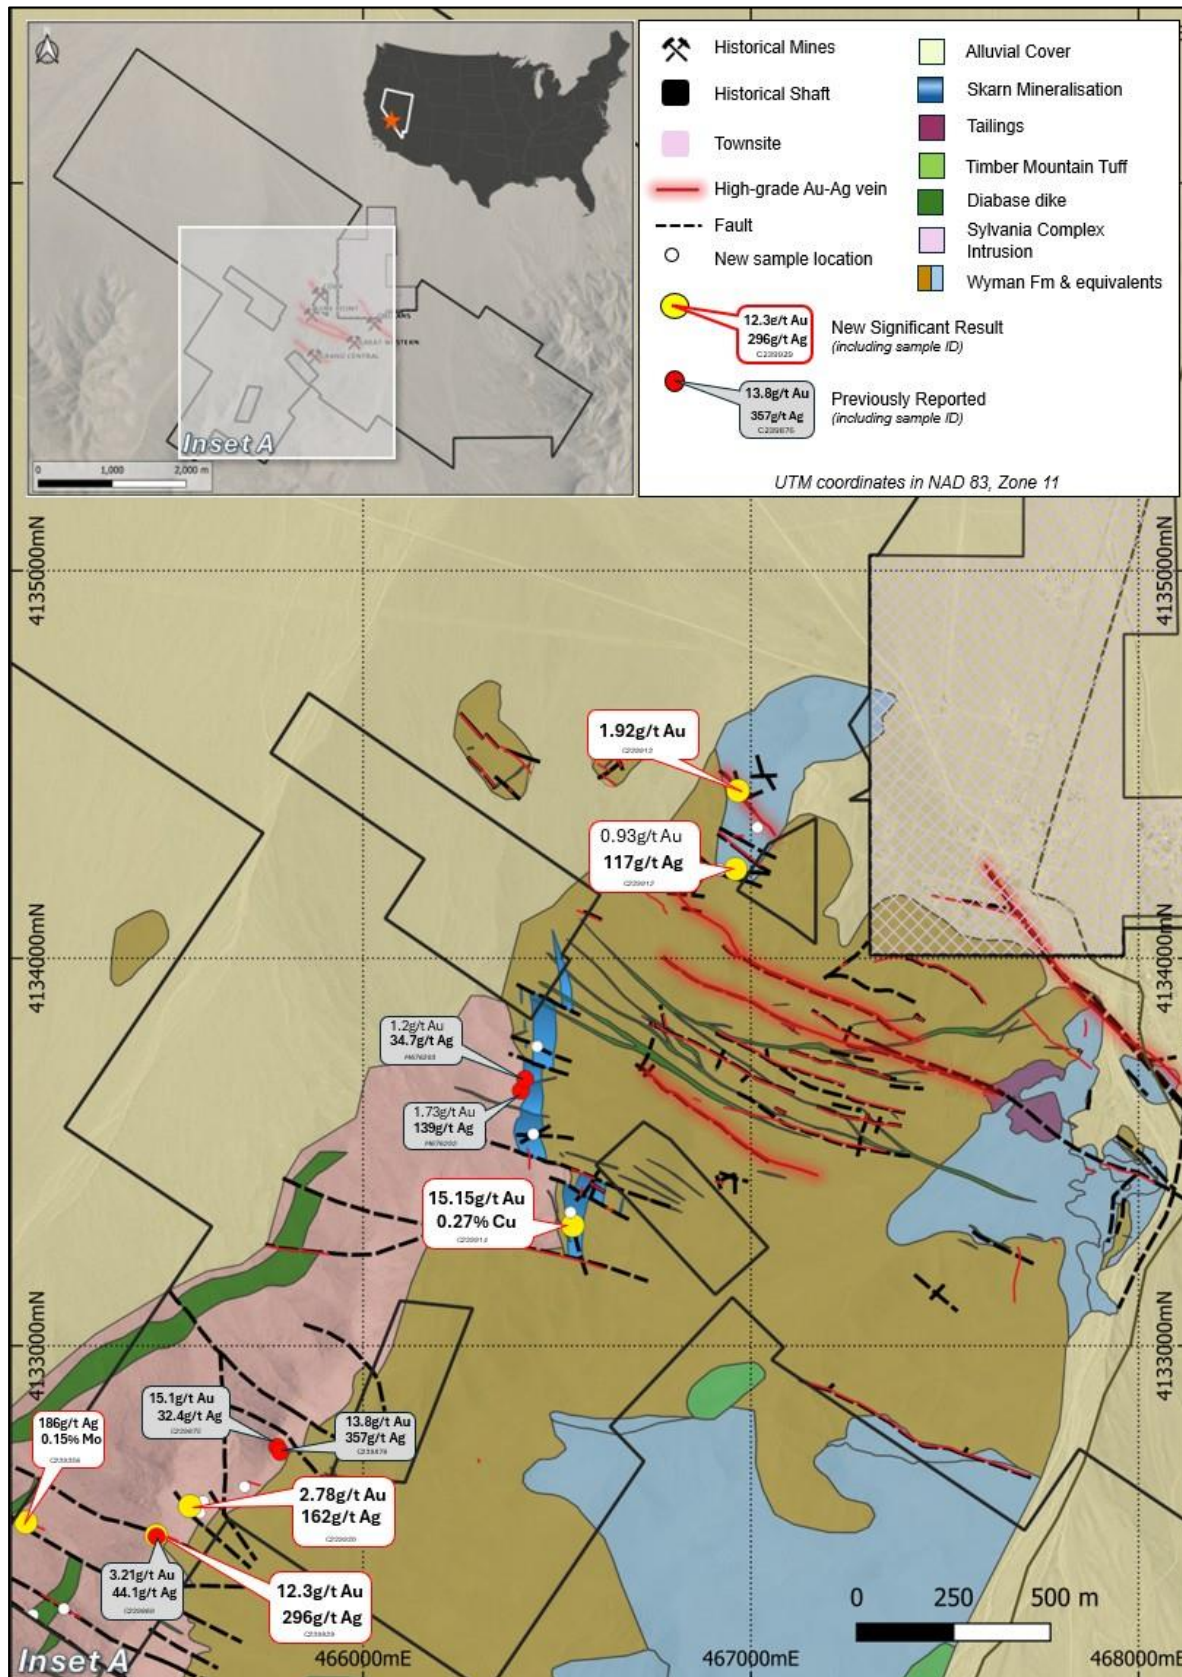 Historical Mines
Historical Shaft
Townsite
High-grade Au-Ag vein
Fault
New sample location
12.3g/t Au
296g/t Ag
C239929
New Significant Result
(including sample ID)
13.8g/t Au
357g/t Ag
C239876
Previously Reported
(including sample ID)
Alluvial Cover
Skarn Mineralisation
Tailings
Timber Mountain Tuff
Diabase dike
Sylvania Complex
Intrusion
Wyman Fm & equivalents
UTM coordinates in NAD 83, Zone 11
Inset A
0 1,000 2,000 m
4135000mN
4135000mN
1.92g/t Au
C239913
0.93g/t Au
117g/t Ag
C239912
4134000mN
4134000mN
1.2g/t Au
34.7g/t Ag
1.73g/t Au
139g/t Ag
15.15g/t Au
0.27% Cu
4133000mN
4133000mN
15.1g/t Au
32.4g/t Ag
13.8g/t Au
357g/t Ag
C239876
186g/t Ag
0.15% Mo
2.78g/t Au
162g/t Ag
3.21g/t Au
44.1g/t Ag
12.3g/t Au
296g/t Ag
C239929
0 250 500 m
Inset A
466000mE
467000mE
468000mE